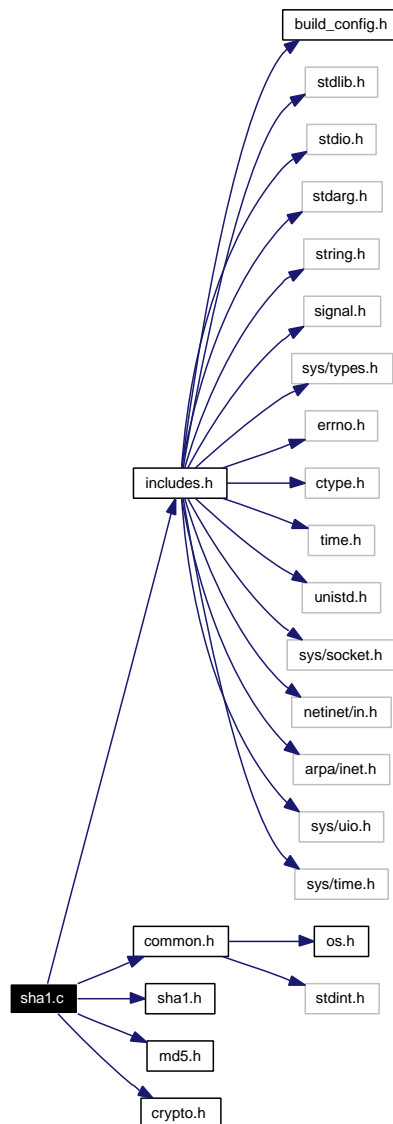 build_config.h
stdlib.h
stdio.h
stdarg.h
string.h
signal.h
sys/types.h
errno.h
includes.h
ctype.h
time.h
unistd.h
sys/socket.h
netinet/in.h
arpa/inet.h
sys/uio.h
sys/time.h
common.h
os.h
sha1.c
sha1.h
stdint.h
md5.h
crypto.h